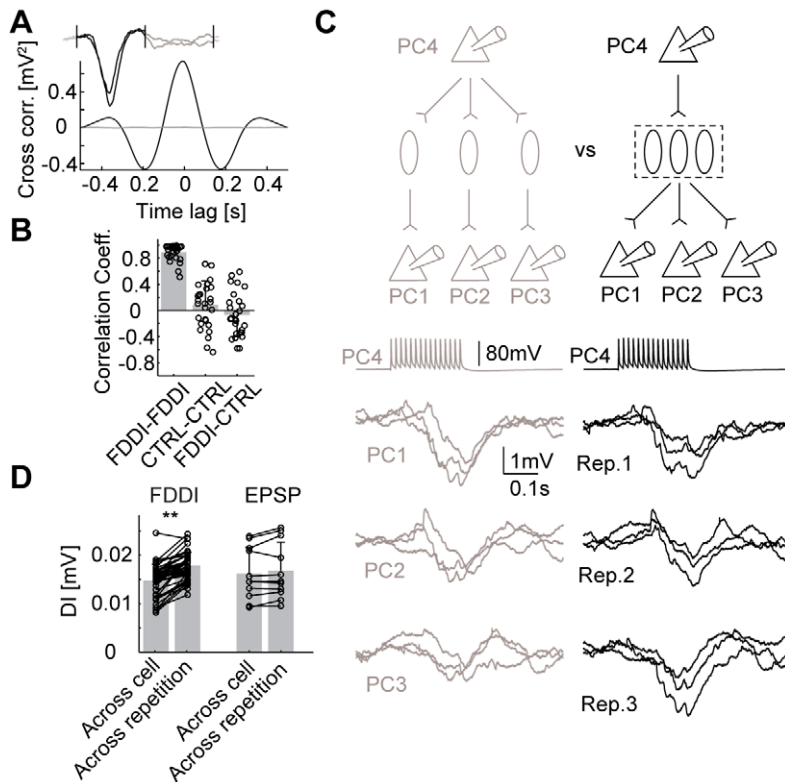 A
Cross corr. [mV²]
0.4
0
-0.4
-0.4
-0.2
0
0.2
0.4
Time lag [s]
B
Correlation Coeff.
0.8
0.4
0
-0.4
-0.8
FDDI-FDDI
CTRL-CTRL
FDDI-CTRL
C
PC4
PC4
vs
PC1
PC2
PC3
PC1
PC2
PC3
PC4
80mV
PC4
PC1
1mV
0.1s
Rep.1
PC2
Rep.2
PC3
Rep.3
D
FDDI
EPSP
**
DI [mV]
0.02
0.01
0
Across cell
Across repetition
Across cell
Across repetition